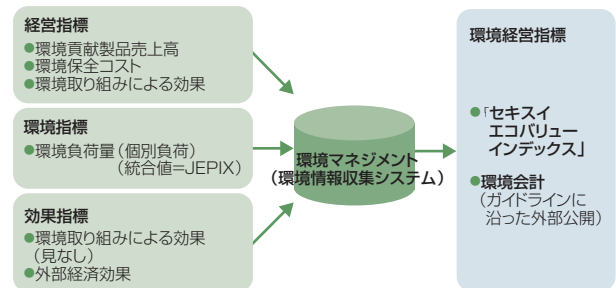 経営指標
●環境貢献製品売上高
●環境保全コスト
●環境取り組みによる効果
環境指標
●環境負荷量(個別負荷)
(統合値=JEPIX)
効果指標
●環境取り組みによる効果
(見なし)
●外部経済効果
環境マネジメント
(環境情報収集システム)
環境経営指標
●「セキスイ
エコバリュー
インデックス」
●環境会計
(ガイドラインに
沿った外部公開)